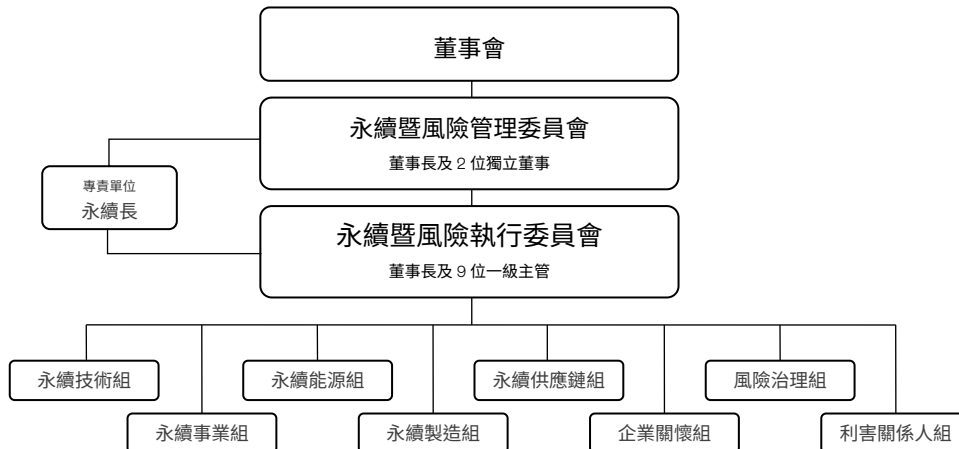 董事會
永續暨風險管理委員會
董事長及 2 位獨立董事
專責單位
永續長
永續暨風險執行委員會
董事長及 9 位一級主管
永續技術組
永續能源組
永續供應鏈組
風險治理組
永續事業組
永續製造組
企業關懷組
利害關係人組